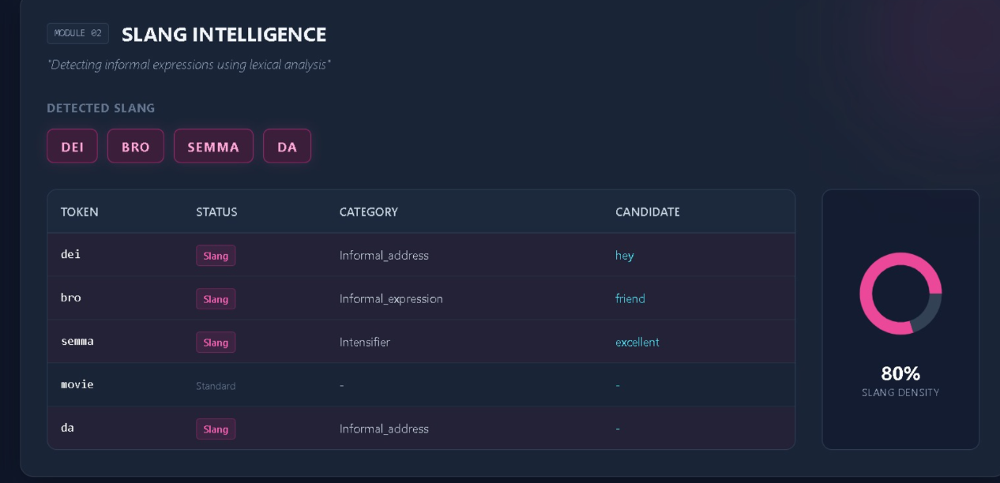 MODULE 02 SLANG INTELLIGENCE
"Detecting informal expressions using lexical analysis"
DETECTED SLANG
DEI BRO SEMMA DA
TOKEN STATUS CATEGORY CANDIDATE
dei Slang Informal_address hey
bro Slang Informal_expression friend
semma Slang Intensifier excellent
movie Standard - -
da Slang Informal_address -
80%
SLANG DENSITY